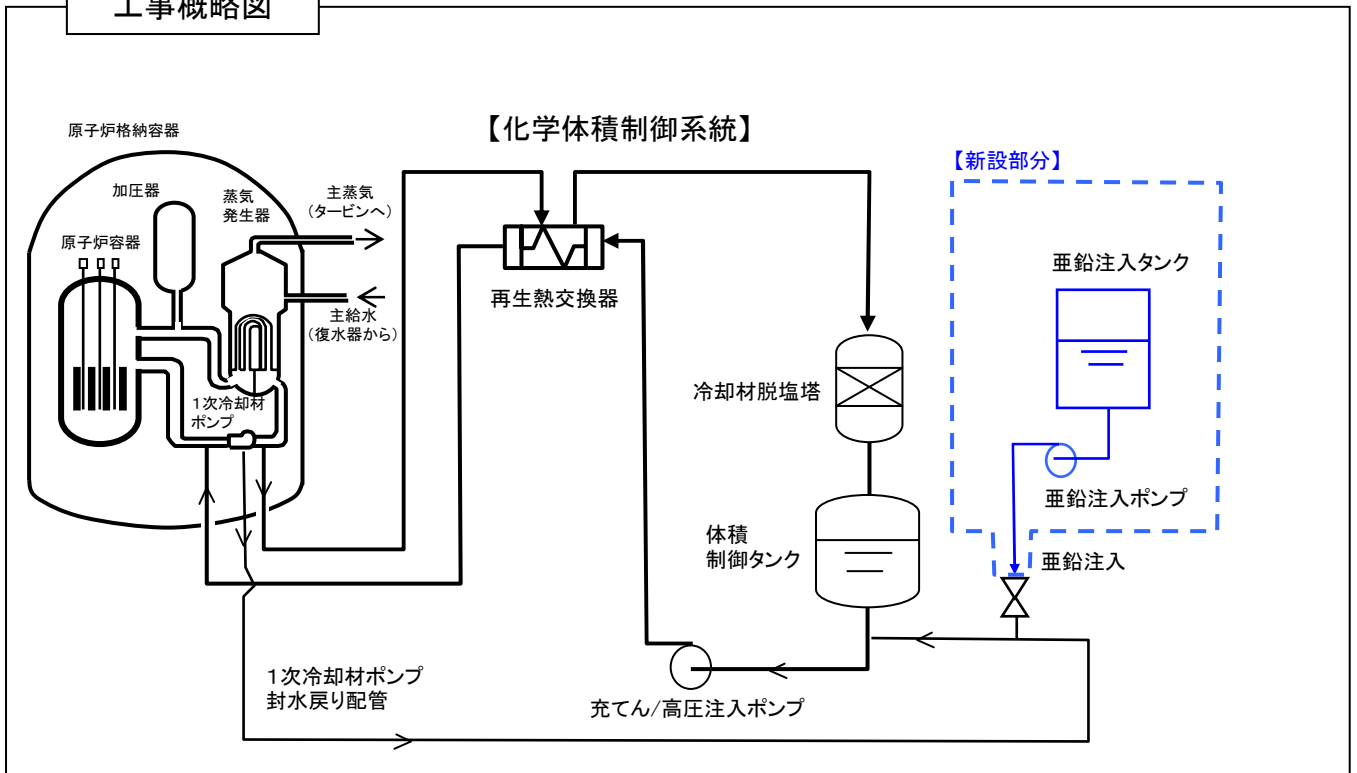 工事概略図
【化学体積制御系統】
原子炉格納容器
加圧器
蒸気
発生器
主蒸気
(タービンへ)
原子炉容器
主給水
(復水器から)
1次冷却材
ポンプ
再生熱交換器
【新設部分】
亜鉛注入タンク
冷却材脱塩塔
亜鉛注入ポンプ
体積
制御タンク
亜鉛注入
1次冷却材ポンプ
封水戻り配管
充てん/高圧注入ポンプ